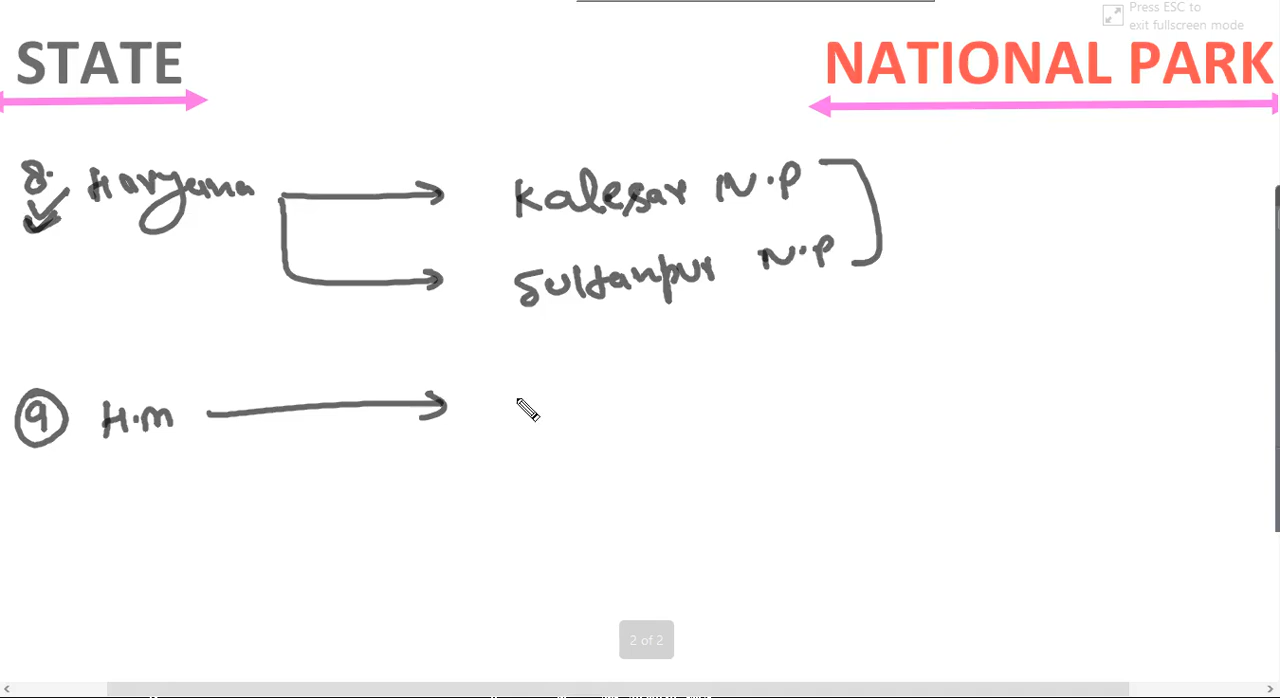 Press ESC to
exit fullscreen mode
STATE NATIONAL PARK
8. Haryana Kalesar N.P
Sultanpur N.P
9 H.M
2 of 2